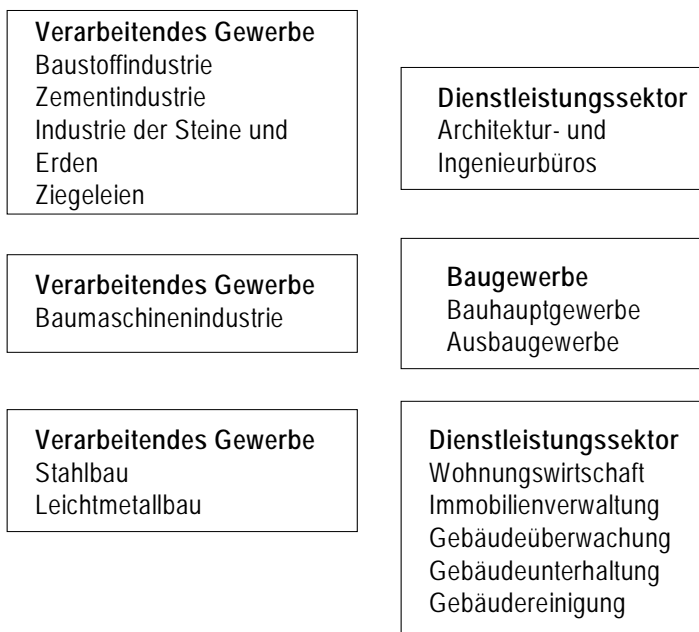 Verarbeitendes Gewerbe
Baustoffindustrie
Zementindustrie
Industrie der Steine und
Erden
Ziegeleien
Verarbeitendes Gewerbe
Baumaschinenindustrie
Verarbeitendes Gewerbe
Stahlbau
Leichtmetallbau
Dienstleistungssektor
Architektur- und
Ingenieurbüros
Baugewerbe
Bauhauptgewerbe
Ausbaugewerbe
Dienstleistungssektor
Wohnungswirtschaft
Immobilienverwaltung
Gebäudeüberwachung
Gebäudeunterhaltung
Gebäudereinigung